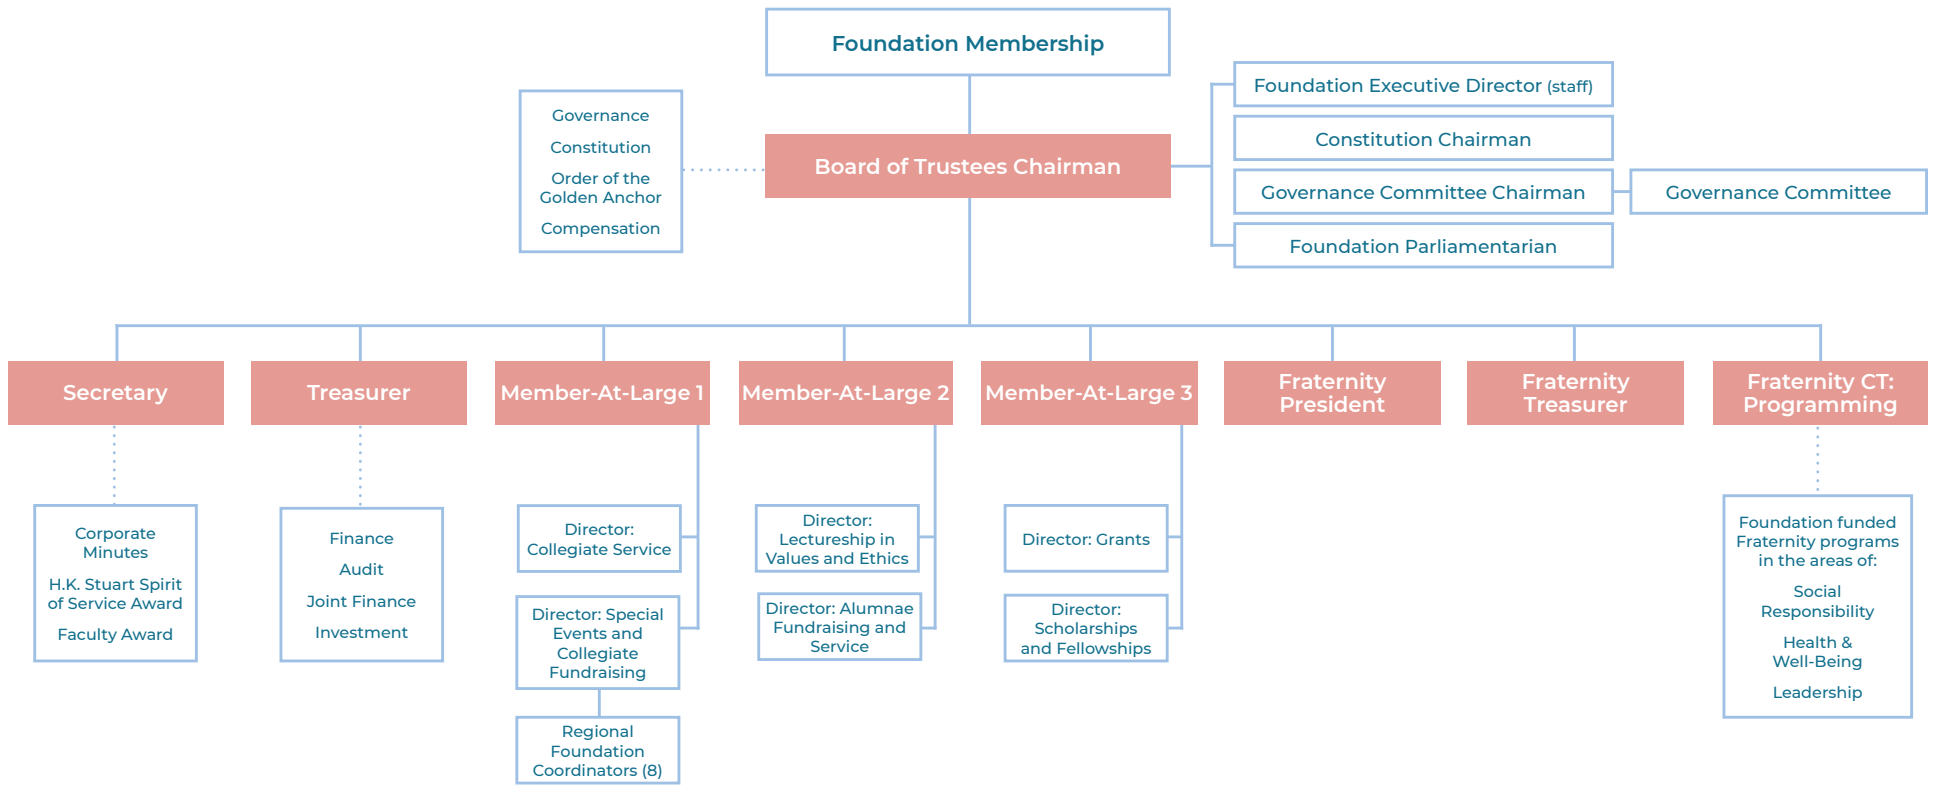 Foundation Membership
Governance
Constitution
Order of the
Golden Anchor
Compensation
Board of Trustees Chairman
Foundation Executive Director (staff)
Constitution Chairman
Governance Committee Chairman
Governance Committee
Foundation Parliamentarian
Secretary
Treasurer
Member-At-Large 1
Member-At-Large 2
Member-At-Large 3
Fraternity
President
Fraternity
Treasurer
Fraternity CT:
Programming
Corporate
Minutes
H.K. Stuart Spirit
of Service Award
Faculty Award
Finance
Audit
Joint Finance
Investment
Director:
Collegiate Service
Director: Special
Events and
Collegiate
Fundraising
Regional
Foundation
Coordinators (8)
Director:
Lectureship in
Values and Ethics
Director: Alumnae
Fundraising and
Service
Director: Grants
Director:
Scholarships
and Fellowships
Foundation funded
Fraternity programs
in the areas of:
Social
Responsibility
Health &
Well-Being
Leadership